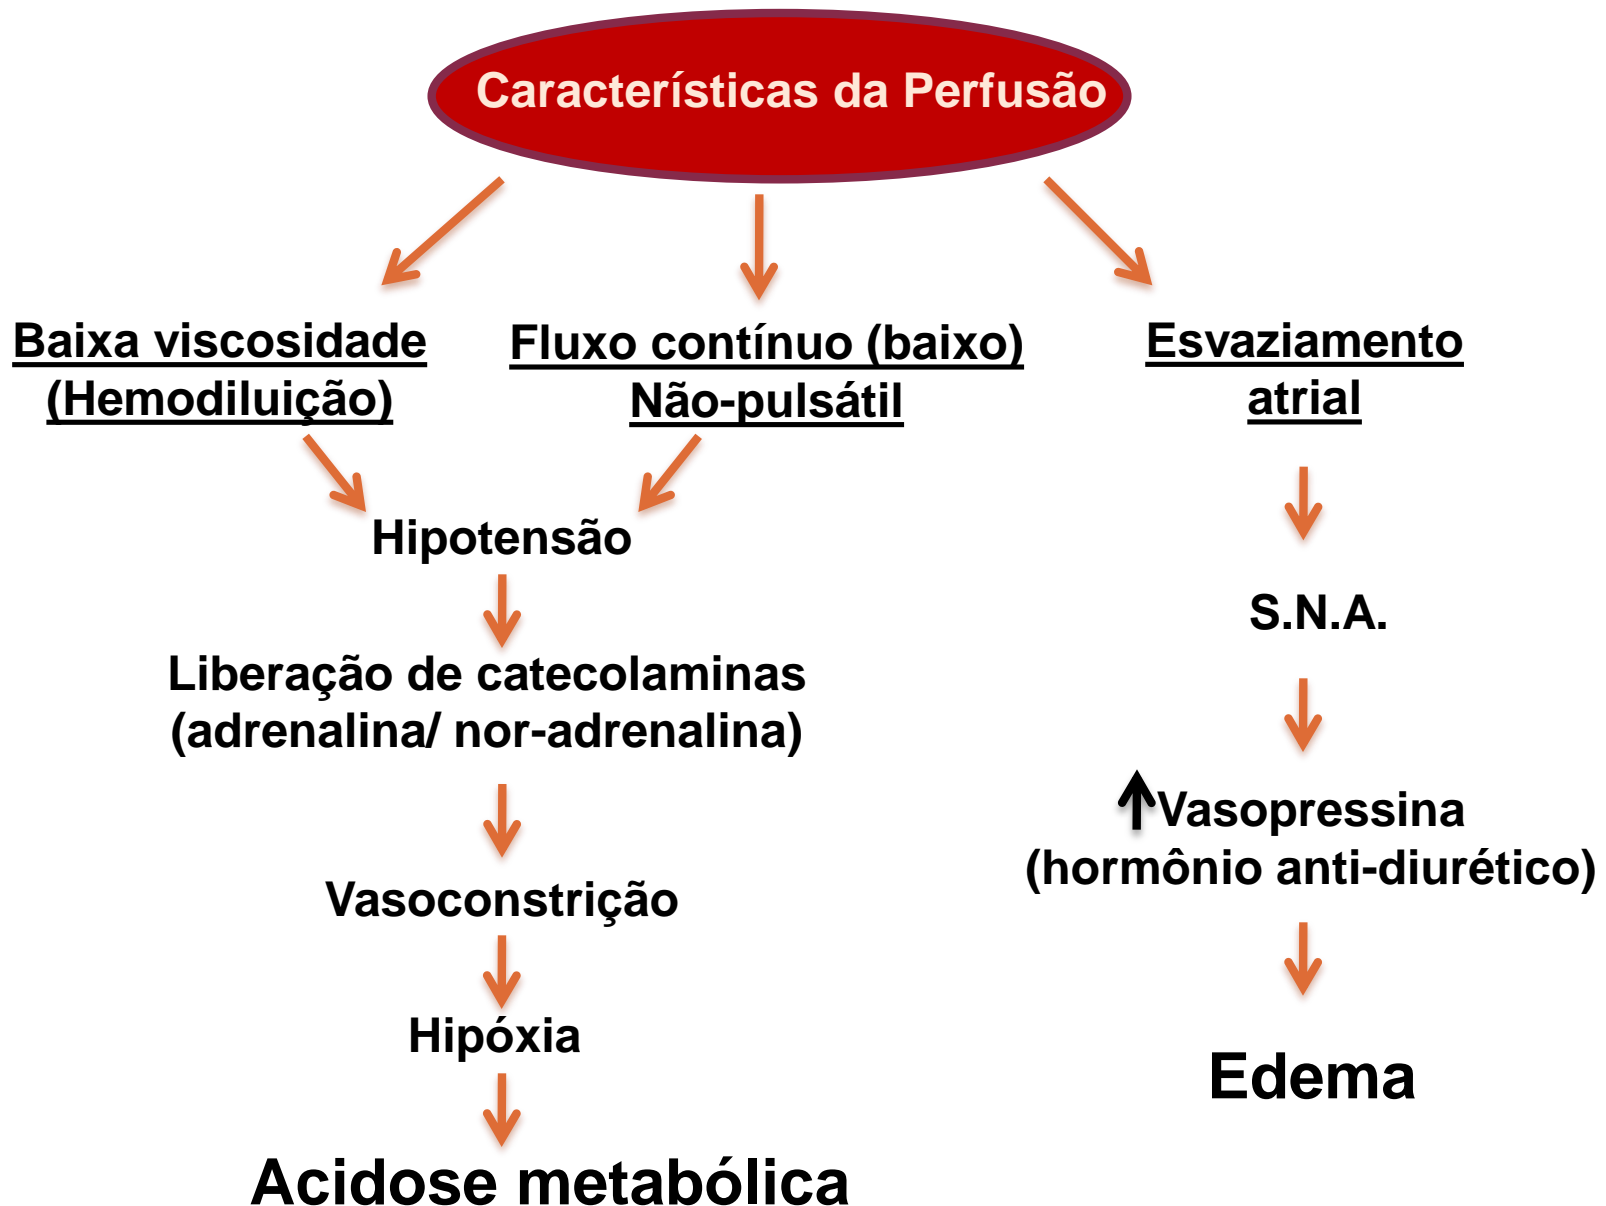 Características da Perfusão
Baixa viscosidade
(Hemodiluição)
Fluxo contínuo (baixo)
Não-pulsátil
Esvaziamento
atrial
Hipotensão
Liberação de catecolaminas
(adrenalina/ nor-adrenalina)
Vasoconstrição
Hipóxia
Acidose metabólica
S.N.A.
Vasopressina
(hormônio anti-diurético)
Edema